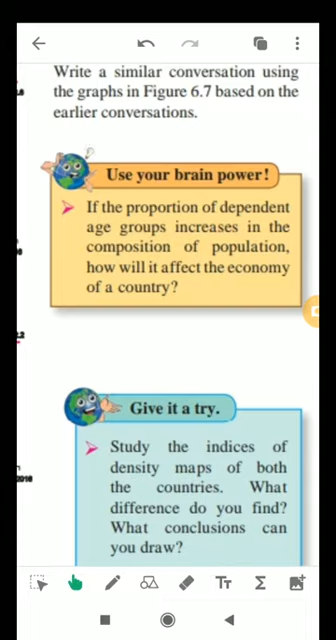 Write a similar conversation using
the graphs in Figure 6.7 based on the
earlier conversations.
Use your brain power!
If the proportion of dependent
age groups increases in the
composition of population,
how will it affect the economy
of a country?
Give it a try.
Study the indices of
density maps of both
the countries. What
difference do you find?
What conclusions can
you draw?
2016
Tт Σ